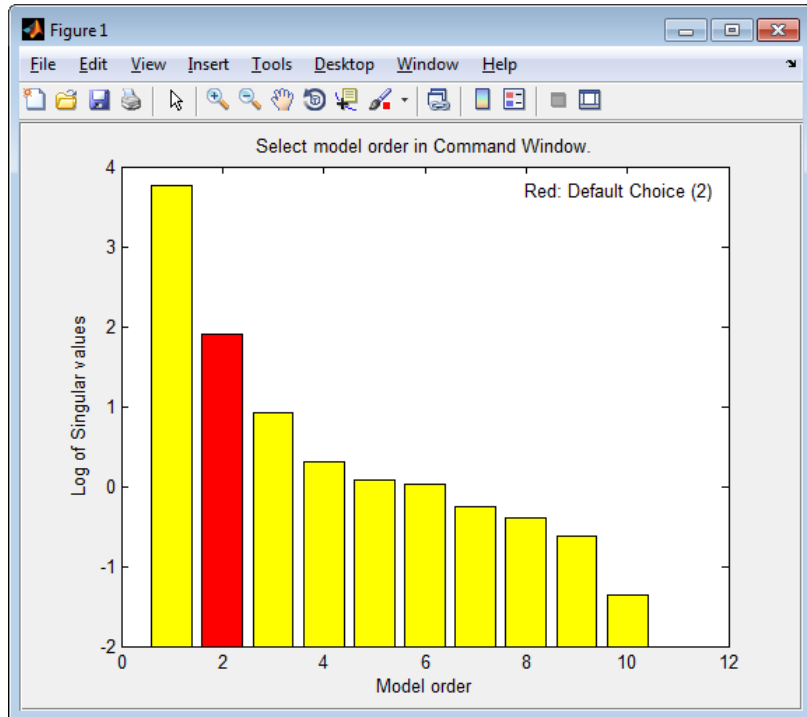 Figure 1
File Edit View Insert Tools Desktop Window Help
Select model order in Command Window.
Red: Default Choice (2)
Log of Singular values
4
3
2
1
0
-1
-2
0 2 4 6 8 10 12
Model order